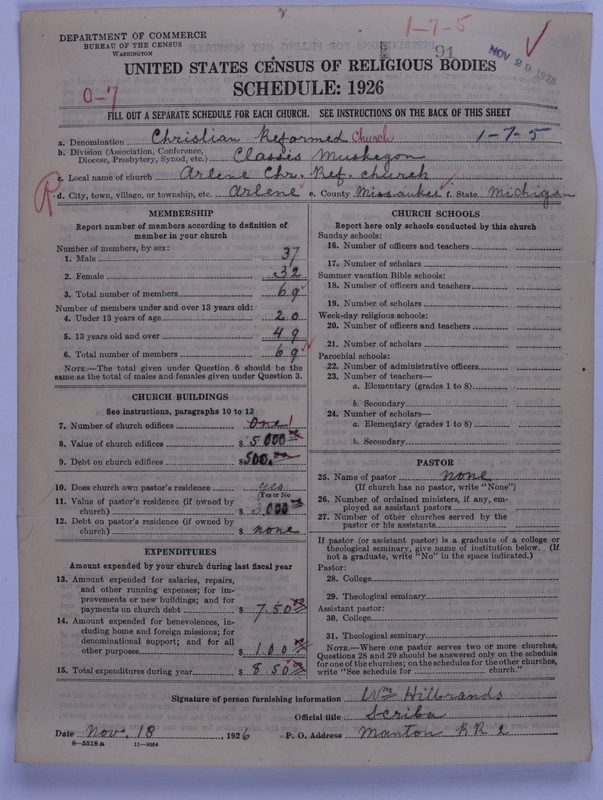 1-7-5
DEPARTMENT OF COMMERCE
BUREAU OF THE CENSUS
WASHINGTON
91
NOV 29 1926
UNITED STATES CENSUS OF RELIGIOUS BODIES
SCHEDULE: 1926
0-7
FILL OUT A SEPARATE SCHEDULE FOR EACH CHURCH. SEE INSTRUCTIONS ON THE BACK OF THIS SHEET
a. Denomination Christian Reformed Church 1-7-5
b. Division (Association, Conference, Diocese, Presbytery, Synod, etc.) Classis Muskegon
c. Local name of church Arlene Chr. Ref. church
R
d. City, town, village, or township, etc. Arlene e. County Missaukee f. State Michigan
MEMBERSHIP
Report number of members according to definition of
member in your church
Number of members, by sex:
1. Male 37
2. Female 32
3. Total number of members 69
Number of members under and over 13 years old:
4. Under 13 years of age 20
5. 13 years old and over 49
6. Total number of members 69
NOTE.—The total given under Question 6 should be the
same as the total of males and females given under Question 3.
CHURCH BUILDINGS
See instructions, paragraphs 10 to 12
7. Number of church edifices one 1
8. Value of church edifices $ 5000 00
9. Debt on church edifices $ 500.00
10. Does church own pastor's residence yes
(Yes or No
11. Value of pastor's residence (if owned by
church) $ 3,000 00
12. Debt on pastor's residence (if owned by
church) $ none
EXPENDITURES
Amount expended by your church during last fiscal year
13. Amount expended for salaries, repairs,
and other running expenses; for im-
provements or new buildings; and for
payments on church debt $ 750 00
14. Amount expended for benevolences, in-
cluding home and foreign missions; for
denominational support; and for all
other purposes $ 100 00
15. Total expenditures during year $ 850 00
CHURCH SCHOOLS
Report here only schools conducted by this church
Sunday schools:
16. Number of officers and teachers
17. Number of scholars
Summer vacation Bible schools:
18. Number of officers and teachers
19. Number of scholars
Week-day religious schools:
20. Number of officers and teachers
21. Number of scholars
Parochial schools:
22. Number of administrative officers
23. Number of teachers—
a. Elementary (grades 1 to 8)
b. Secondary
24. Number of scholars—
a. Elementary (grades 1 to 8)
b. Secondary
PASTOR
25. Name of pastor none
(If church has no pastor, write "None")
26. Number of ordained ministers, if any, em-
ployed as assistant pastors
27. Number of other churches served by the
pastor or his assistants
If pastor (or assistant pastor) is a graduate of a college or
theological seminary, give name of institution below. (If
not a graduate, write "No" in the space indicated.)
Pastor:
28. College
29. Theological seminary
Assistant pastor:
30. College
31. Theological seminary
NOTE.—Where one pastor serves two or more churches,
Questions 28 and 29 should be answered only on the schedule
for one of the churches; on the schedules for the other churches,
write "See schedule for church."
Signature of person furnishing information Wm Hilbrands
Official title Scriba
Date Nov. 18, 1926 P. O. Address Manton RR 2
8-5518 a 11-9054